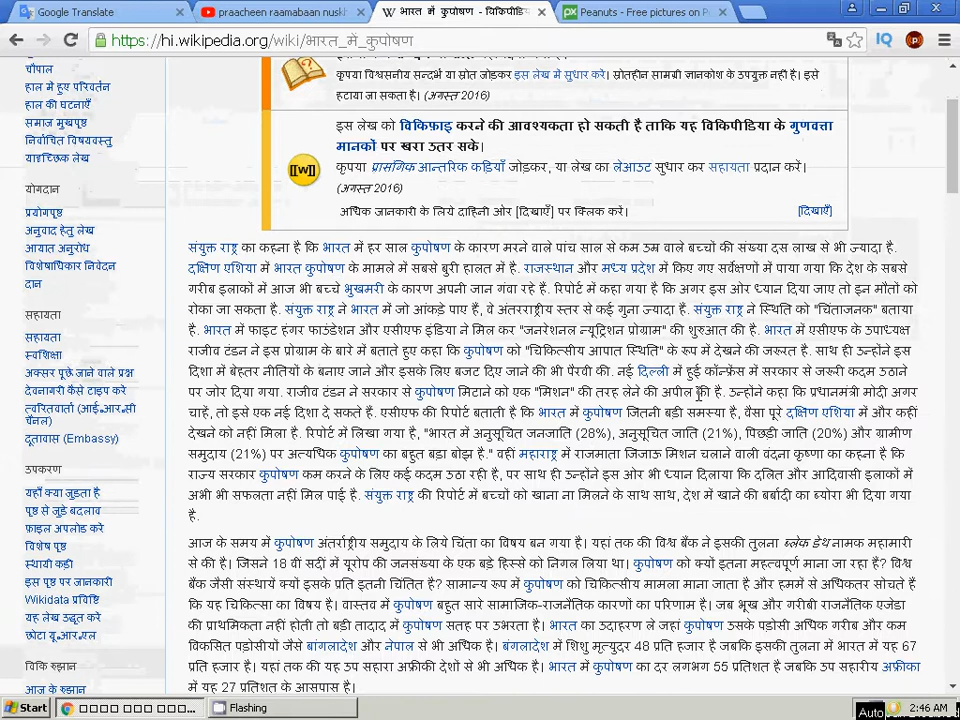 Google Translate
praacheen raamabaan nuskh
भारत में कुपोषण - विकिपीडि
Peanuts - Free pictures on P
https://hi.wikipedia.org/wiki/भारत_में_कुपोषण
चौपाल
हाल में हुए परिवर्तन
हाल की घटनाएँ
समाज मुखपृष्ठ
निर्वाचित विषयवस्तु
यादृच्छिक लेख
योगदान
प्रयोगपृष्ठ
अनुवाद हेतु लेख
आयात अनुरोध
विशेषाधिकार निवेदन
दान
सहायता
सहायता
स्वशिक्षा
अक्सर पूछे जाने वाले प्रश्न
देवनागरी कैसे टाइप करे
त्वरितवार्ता (आई॰आर॰सी
चैनल)
दूतावास (Embassy)
उपकरण
यहाँ क्या जुड़ता है
पृष्ठ से जुड़े बदलाव
फ़ाइल अपलोड करे
विशेष पृष्ठ
स्थायी कड़ी
इस पृष्ठ पर जानकारी
Wikidata प्रविष्टि
यह लेख उद्धृत करे
छोटा यू॰आर॰एल
विकि रुझान
आज के रुझान
कृपया विश्वसनीय सन्दर्भ या स्रोत जोड़कर इस लेख में सुधार करें। स्रोतहीन सामग्री ज्ञानकोश के उपयुक्त नहीं है। इसे
हटाया जा सकता है। (अगस्त 2016)
इस लेख को विकिफ़ाइ करने की आवश्यकता हो सकती है ताकि यह विकिपीडिया के गुणवत्ता
मानकों पर खरा उतर सके।
[[w]]
कृपया प्रासंगिक आन्तरिक कड़ियाँ जोड़कर, या लेख का लेआउट सुधार कर सहायता प्रदान करें।
(अगस्त 2016)
अधिक जानकारी के लिये दाहिनी ओर [दिखाएँ] पर क्लिक करें।
[दिखाएँ]
संयुक्त राष्ट्र का कहना है कि भारत में हर साल कुपोषण के कारण मरने वाले पांच साल से कम उम्र वाले बच्चों की संख्या दस लाख से भी ज्यादा है.
दक्षिण एशिया में भारत कुपोषण के मामले में सबसे बुरी हालत में है. राजस्थान और मध्य प्रदेश में किए गए सर्वेक्षणों में पाया गया कि देश के सबसे
गरीब इलाकों में आज भी बच्चे भुखमरी के कारण अपनी जान गंवा रहे हैं. रिपोर्ट में कहा गया है कि अगर इस ओर ध्यान दिया जाए तो इन मौतों को
रोका जा सकता है. संयुक्त राष्ट्र ने भारत में जो आंकड़े पाए हैं, वे अंतरराष्ट्रीय स्तर से कई गुना ज्यादा हैं. संयुक्त राष्ट्र ने स्थिति को "चिंताजनक" बताया
है. भारत में फाइट हंगर फाउंडेशन और एसीएफ इंडिया ने मिल कर "जनरेशनल न्यूट्रिशन प्रोग्राम" की शुरुआत की है. भारत में एसीएफ के उपाध्यक्ष
राजीव टंडन ने इस प्रोग्राम के बारे में बताते हुए कहा कि कुपोषण को "चिकित्सीय आपात स्थिति" के रूप में देखने की जरूरत है. साथ ही उन्होंने इस
दिशा में बेहतर नीतियों के बनाए जाने और इसके लिए बजट दिए जाने की भी पैरवी की. नई दिल्ली में हुई कॉन्फ्रेंस में सरकार से जरूरी कदम उठाने
पर जोर दिया गया. राजीव टंडन ने सरकार से कुपोषण मिटाने को एक "मिशन" की तरह लेने की अपील की है. उन्होंने कहा कि प्रधानमंत्री मोदी अगर
चाहें, तो इसे एक नई दिशा दे सकते हैं. एसीएफ की रिपोर्ट बताती है कि भारत में कुपोषण जितनी बड़ी समस्या है, वैसा पूरे दक्षिण एशिया में और कहीं
देखने को नहीं मिला है. रिपोर्ट में लिखा गया है, "भारत में अनुसूचित जनजाति (28%), अनुसूचित जाति (21%), पिछड़ी जाति (20%) और ग्रामीण
समुदाय (21%) पर अत्यधिक कुपोषण का बहुत बड़ा बोझ है." वहीं महाराष्ट्र में राजमाता जिजाऊ मिशन चलाने वाली वंदना कृष्णा का कहना है कि
राज्य सरकार कुपोषण कम करने के लिए कई कदम उठा रही है, पर साथ ही उन्होंने इस ओर भी ध्यान दिलाया कि दलित और आदिवासी इलाकों में
अभी भी सफलता नहीं मिल पाई है. संयुक्त राष्ट्र की रिपोर्ट में बच्चों को खाना ना मिलने के साथ साथ, देश में खाने की बर्बादी का ब्योरा भी दिया गया
है.
आज के समय में कुपोषण अंतर्राष्ट्रीय समुदाय के लिये चिंता का विषय बन गया है। यहां तक की विश्व बैंक ने इसकी तुलना ब्लेक डेथ नामक महामारी
से की है। जिसने 18 वीं सदीं में यूरोप की जनसंख्या के एक बड़े हिस्से को निगल लिया था। कुपोषण को क्यों इतना महत्वपूर्ण माना जा रहा हैं? विश्व
बैंक जैसी संस्थायें क्यों इसके प्रति इतनी चिंतित है? सामान्य रूप में कुपोषण को चिकित्सीय मामला माना जाता है और हममें से अधिकतर सोचते हैं
कि यह चिकित्सा का विषय है। वास्तव में कुपोषण बहुत सारे सामाजिक-राजनैतिक कारणों का परिणाम है। जब भूख और गरीबी राजनैतिक एजेडा
की प्राथमिकता नहीं होती तो बड़ी तादाद में कुपोषण सतह पर उभरता है। भारत का उदाहरण ले जहां कुपोषण उसके पड़ोसी अधिक गरीब और कम
विकसित पड़ोसीयों जैसे बांगलादेश और नेपाल से भी अधिक है। बंगलादेश में शिशु मृत्युदर 48 प्रति हजार है जबकि इसकी तुलना में भारत में यह 67
प्रति हजार है। यहां तक की यह उप सहारा अफ्रीकी देशों से भी अधिक है। भारत में कुपोषण का दर लगभग 55 प्रतिशत है जबकि उप सहारीय अफ्रीका
में यह 27 प्रतिशत के आसपास है।
Start
Flashing
2:46 AM